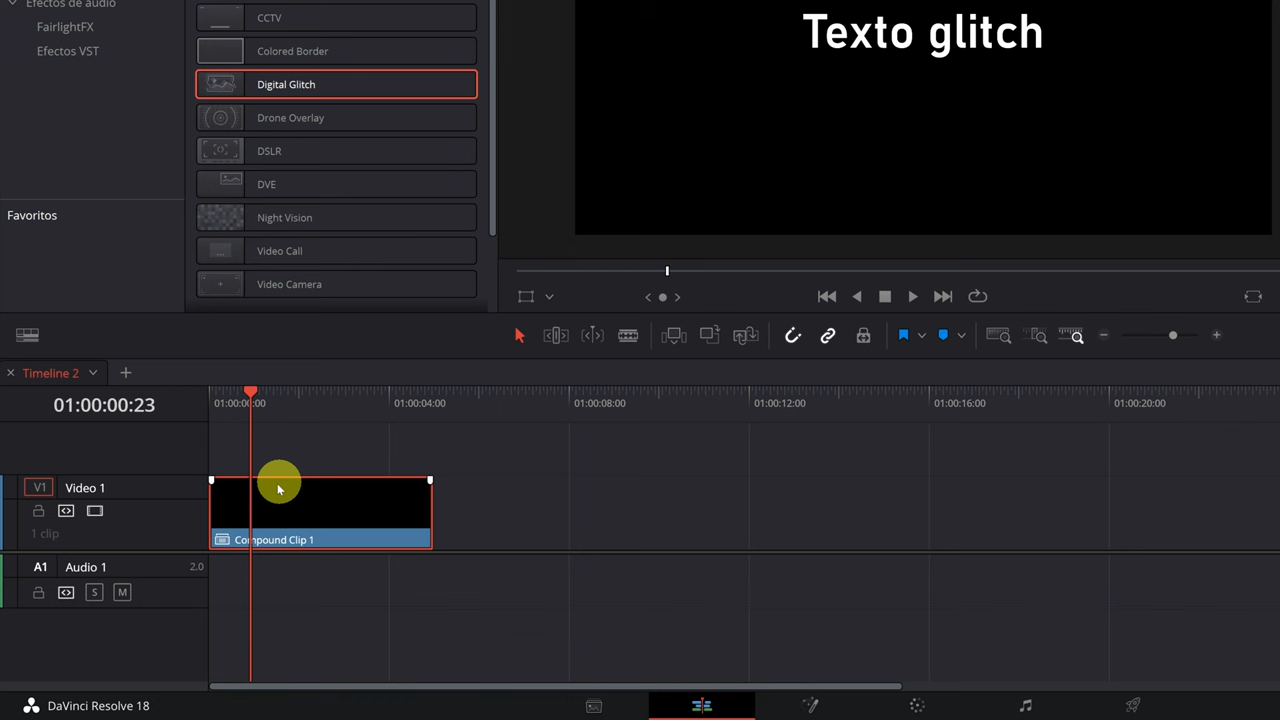 Efectos de audio
FairlightFX
Efectos VST
Favoritos
CCTV
Colored Border
Digital Glitch
Drone Overlay
DSLR
DVE
Night Vision
Video Call
Video Camera
Texto glitch
Timeline 2
01:00:00:23
01:00:00:00
01:00:04:00
01:00:08:00
01:00:12:00
01:00:16:00
01:00:20:00
V1
Video 1
1 clip
Compound Clip 1
A1
Audio 1
2.0
S
M
DaVinci Resolve 18